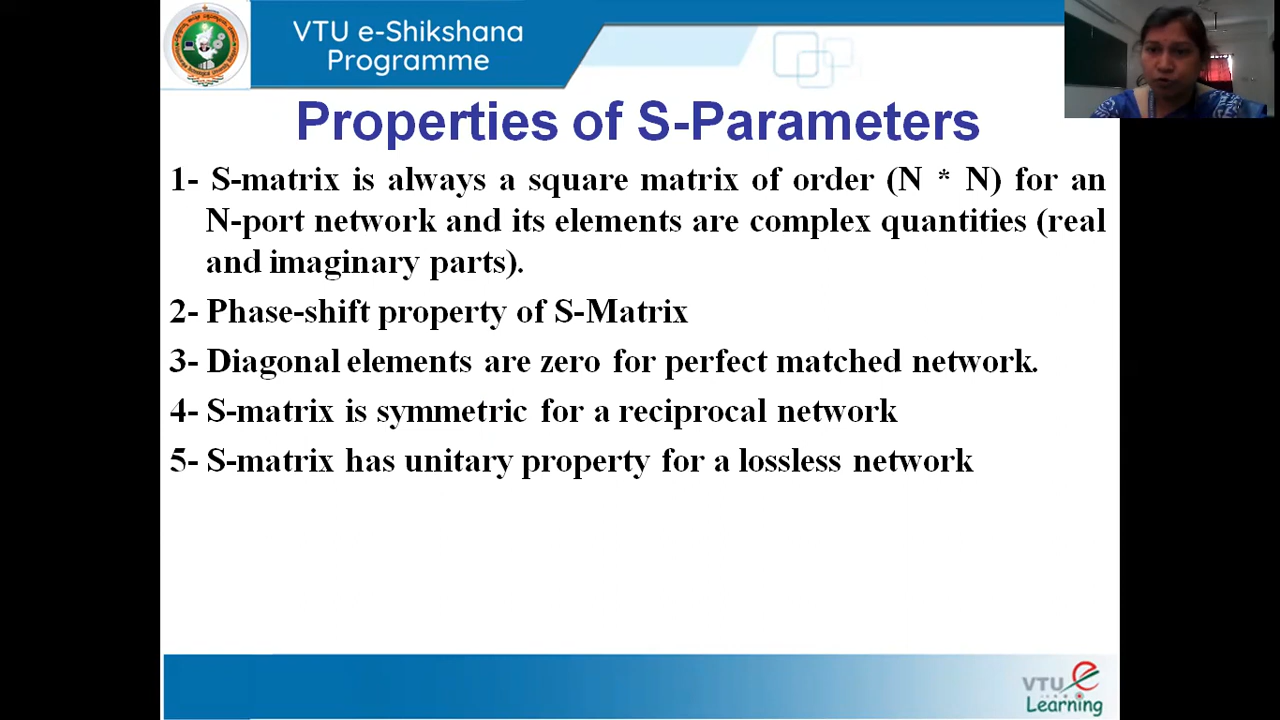 VTU e-Shikshana
Programme
Properties of S-Parameters
1- S-matrix is always a square matrix of order (N * N) for an
N-port network and its elements are complex quantities (real
and imaginary parts).
2- Phase-shift property of S-Matrix
3- Diagonal elements are zero for perfect matched network.
4- S-matrix is symmetric for a reciprocal network
5- S-matrix has unitary property for a lossless network
VTU e
Learning